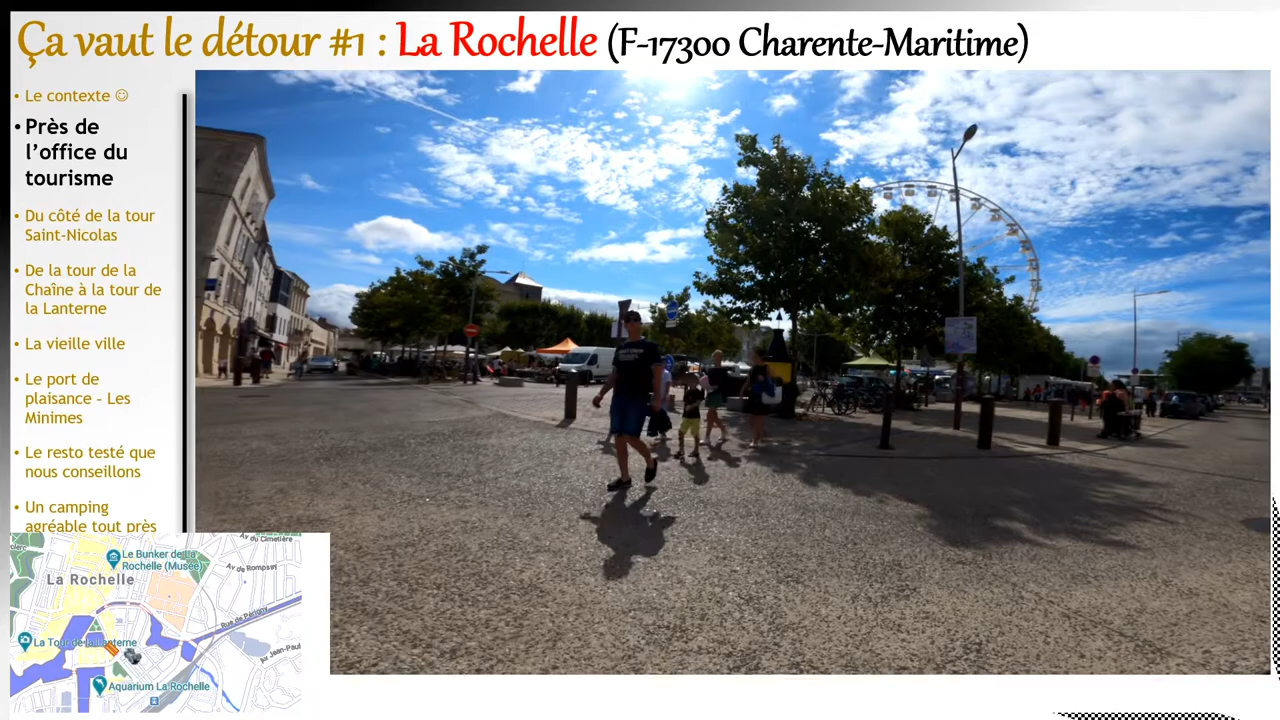 Ça vaut le détour #1 : La Rochelle (F-17300 Charente-Maritime)
• Le contexte ☺
• Près de
l'office du
tourisme
• Du côté de la tour
Saint-Nicolas
• De la tour de la
Chaîne à la tour de
la Lanterne
• La vieille ville
• Le port de
plaisance - Les
Minimes
• Le resto testé que
nous conseillons
• Un camping
agréable tout près
Av du Cimetière
Le Bunker de La
Rochelle (Musée)
La Rochelle
Av de Rompsay
Rue de Périgny
La Tour de la Lanterne
Av Jean-Paul
Aquarium La Rochelle